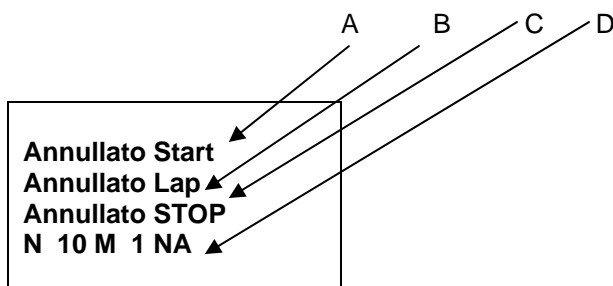 A B C D
Annullato Start
Annullato Lap
Annullato STOP
N 10 M 1 NA